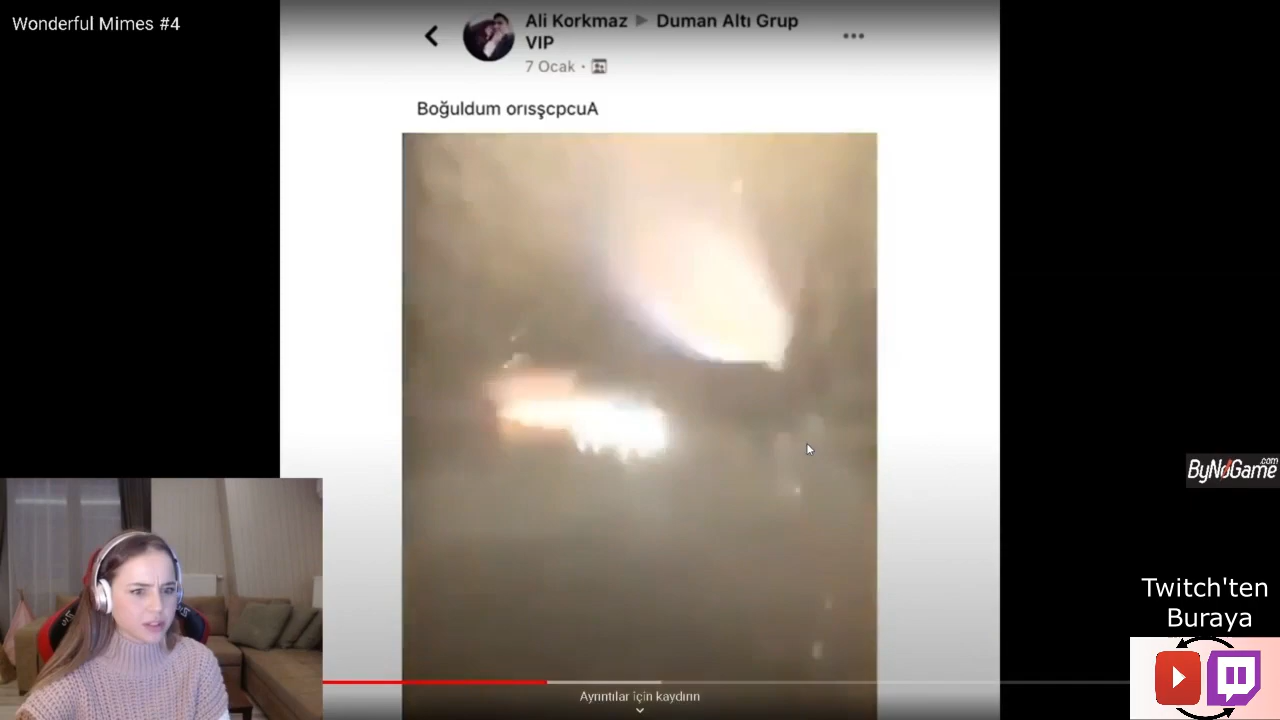 Wonderful Mimes #4
Ali Korkmaz ▶ Duman Altı Grup
VIP
7 Ocak ·
Boğuldum orısşcpcuA
ByNoGame.com
Twitch'ten
Buraya
Ayrıntılar için kaydırın